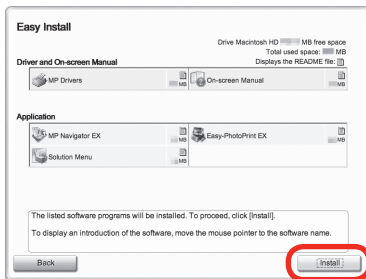 Easy Install
Drive Macintosh HD MB free space
Total used space: MB
Driver and On-screen Manual Displays the README file:
MP Drivers MB On-screen Manual MB
Application
MP Navigator EX MB Easy-PhotoPrint EX MB
Solution Menu MB
The listed software programs will be installed. To proceed, click [Install].
To display an introduction of the software, move the mouse pointer to the software name.
Back Install